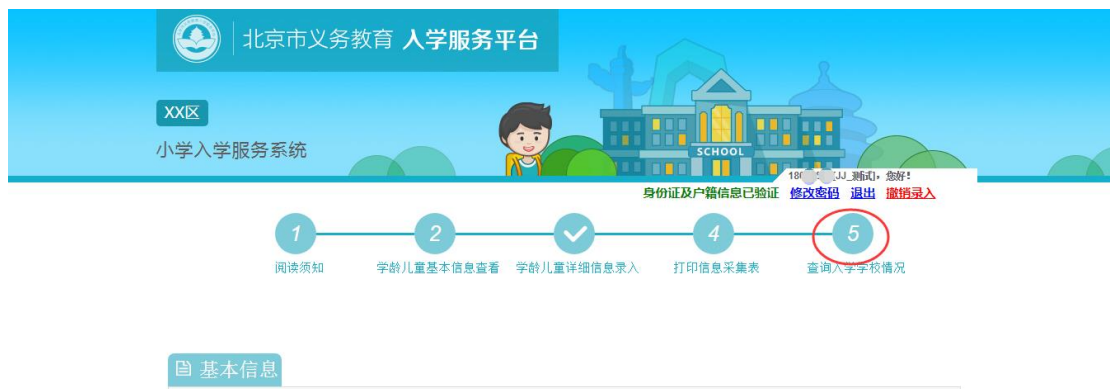 北京市义务教育 入学服务平台
XX区
小学入学服务系统
SCHOOL
JJ_测试]，您好！
身份证及户籍信息已验证 修改密码 退出 撤销录入
1 2 4 5
阅读须知 学龄儿童基本信息查看 学龄儿童详细信息录入 打印信息采集表 查询入学学校情况
基本信息